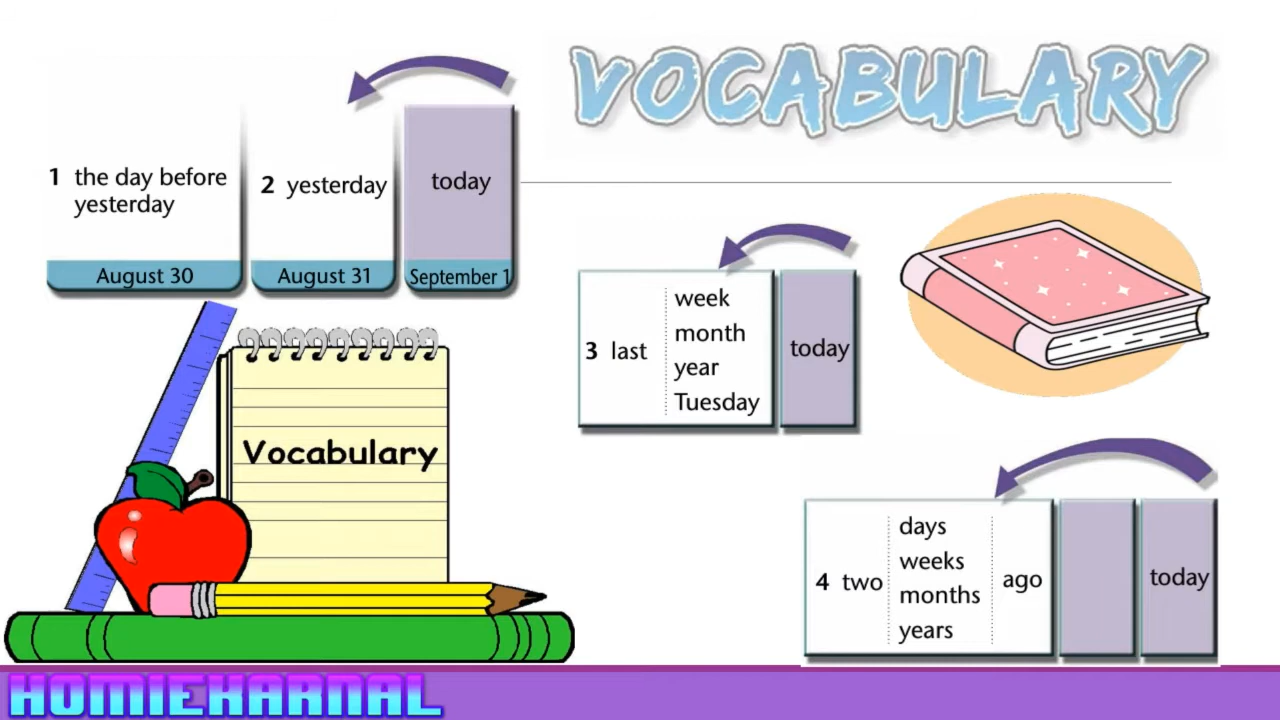 VOCABULARY
1 the day before
yesterday
2 yesterday
today
August 30
August 31
September 1
3 last
week
month
year
Tuesday
today
Vocabulary
4 two
days
weeks
months
years
ago
today
HOMIEKARNAL